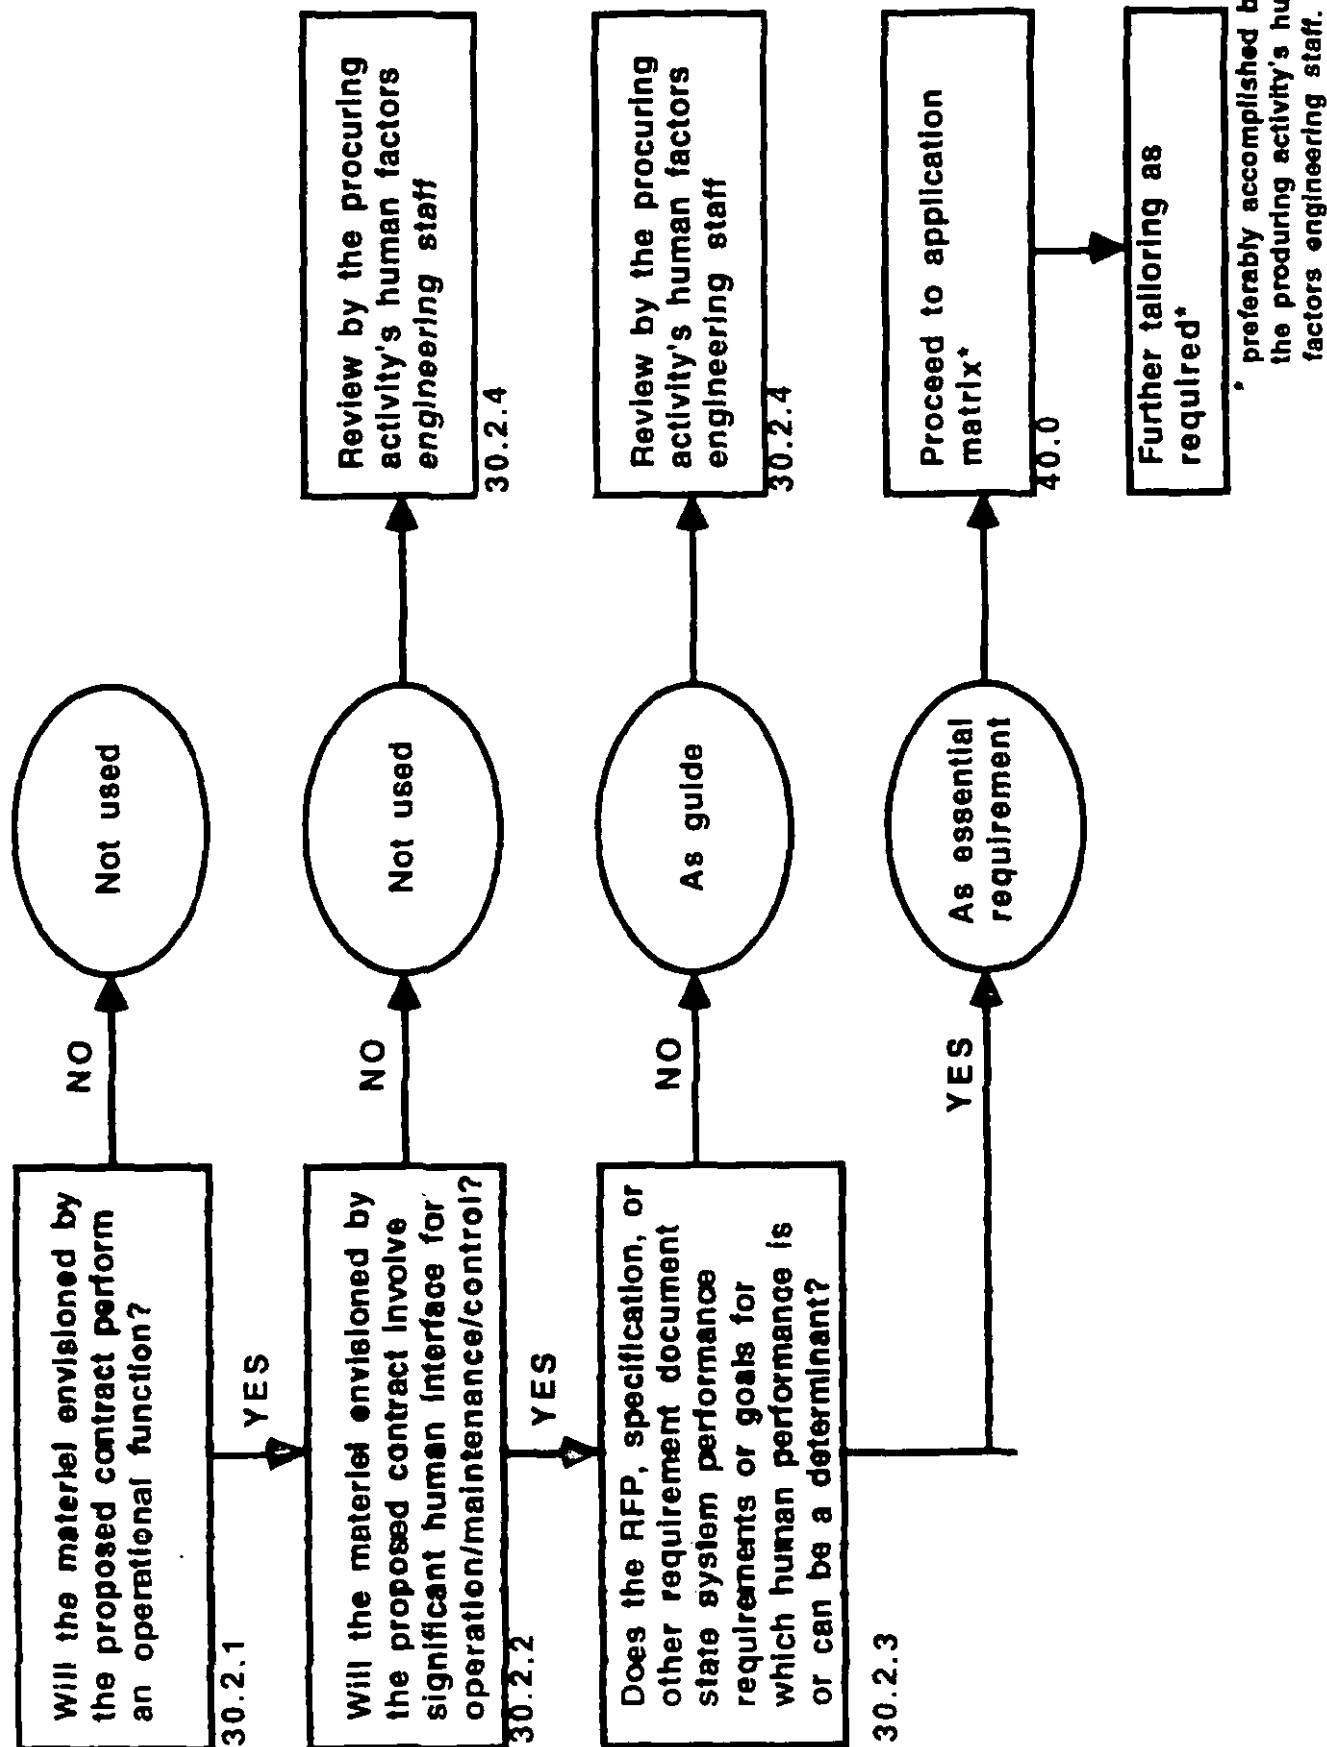 Will the materiel envisioned by
the proposed contract perform
an operational function?
30.2.1
NO
Not used
YES
Will the materiel envisioned by
the proposed contract involve
significant human interface for
operation/maintenance/control?
30.2.2
NO
Not used
Review by the procuring
activity's human factors
engineering staff
30.2.4
YES
Does the RFP, specification, or
other requirement document
state system performance
requirements or goals for
which human performance is
or can be a determinant?
30.2.3
NO
As guide
Review by the procuring
activity's human factors
engineering staff
30.2.4
YES
As essential
requirement
Proceed to application
matrix*
40.0
Further tailoring as
required*
* preferably accomplished
the produring activity's
factors engineering staff.